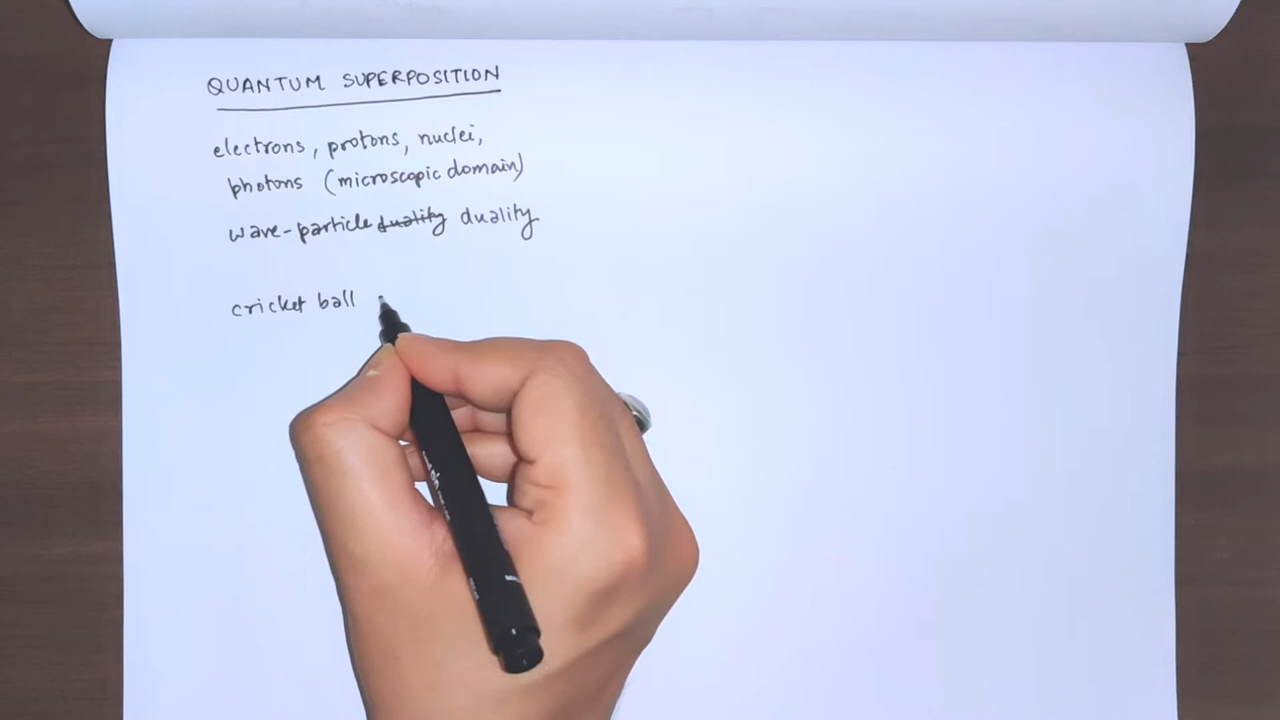 QUANTUM SUPERPOSITION
electrons, protons, nuclei,
photons (microscopic domain)
wave-particle duality duality
cricket ball